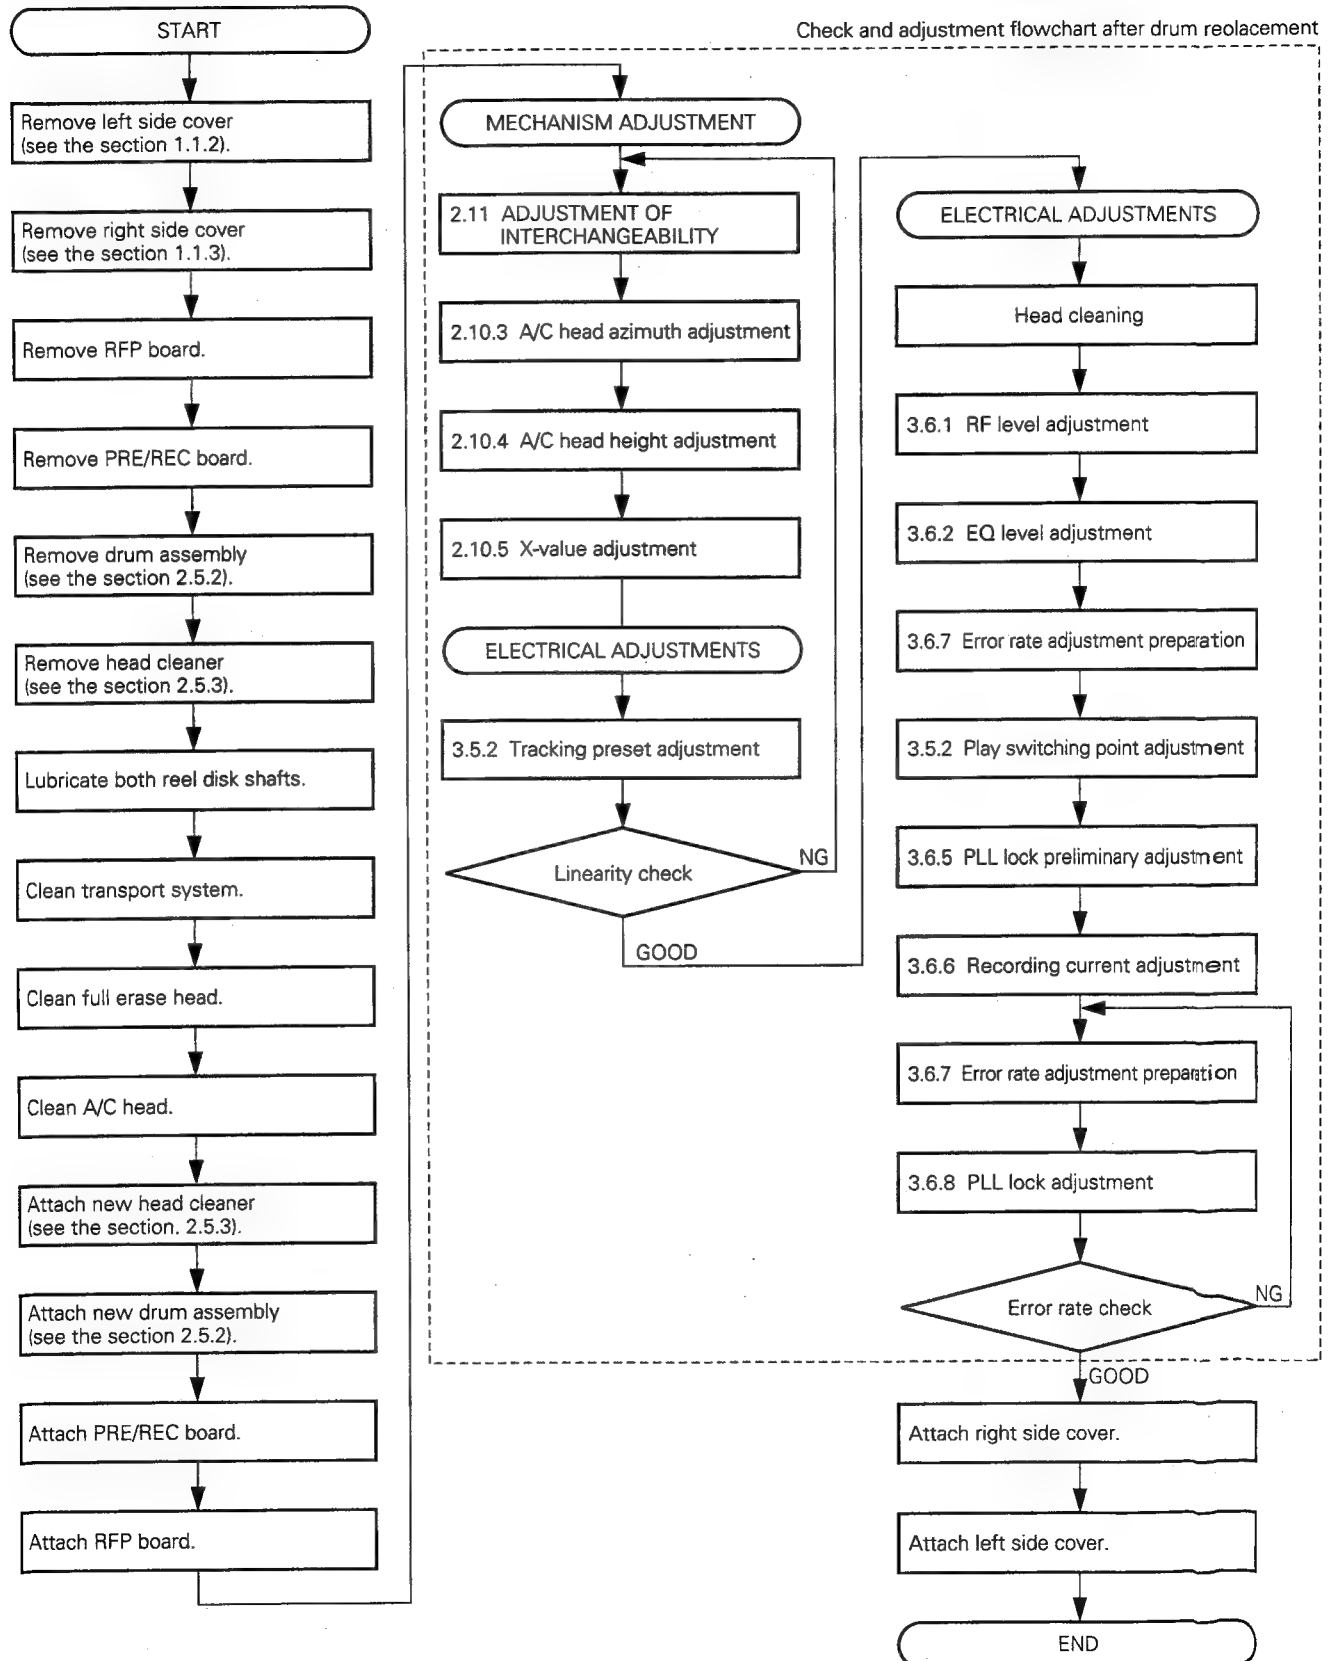 START
Remove left side cover
(see the section 1.1.2).
Remove right side cover
(see the section 1.1.3).
Remove RFP board.
Remove PRE/REC board.
Remove drum assembly
(see the section 2.5.2).
Remove head cleaner
(see the section 2.5.3).
Lubricate both reel disk shafts.
Clean transport system.
Clean full erase head.
Clean A/C head.
Attach new head cleaner
(see the section. 2.5.3).
Attach new drum assembly
(see the section 2.5.2).
Attach PRE/REC board.
Attach RFP board.
Check and adjustment flowchart after drum reolacement
MECHANISM ADJUSTMENT
2.11 ADJUSTMENT OF
INTERCHANGEABILITY
2.10.3 A/C head azimuth adjustment
2.10.4 A/C head height adjustment
2.10.5 X-value adjustment
ELECTRICAL ADJUSTMENTS
3.5.2 Tracking preset adjustment
Linearity check
NG
GOOD
ELECTRICAL ADJUSTMENTS
Head cleaning
3.6.1 RF level adjustment
3.6.2 EQ level adjustment
3.6.7 Error rate adjustment preparation
3.5.2 Play switching point adjustment
3.6.5 PLL lock preliminary adjustment
3.6.6 Recording current adjustment
3.6.7 Error rate adjustment preparation
3.6.8 PLL lock adjustment
Error rate check
NG
GOOD
Attach right side cover.
Attach left side cover.
END